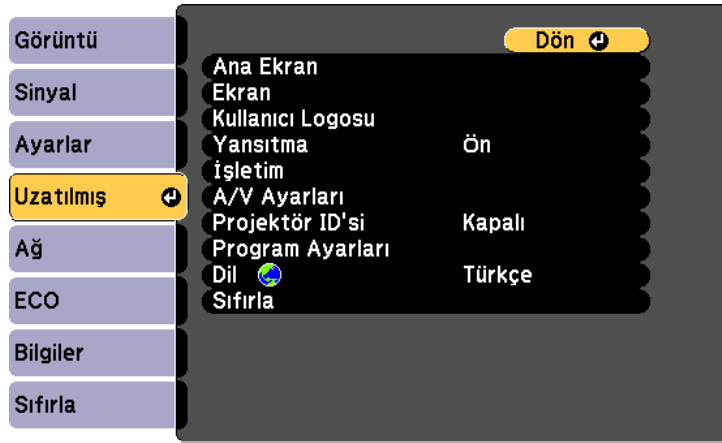 Görüntü
Sinyal
Ayarlar
Uzatılmış
Ağ
ECO
Bilgiler
Sıfırla
Dön
Ana Ekran
Ekran
Kullanıcı Logosu
Yansıtma Ön
İşletim
A/V Ayarları
Projektör ID'si Kapalı
Program Ayarları
Dil Türkçe
Sıfırla